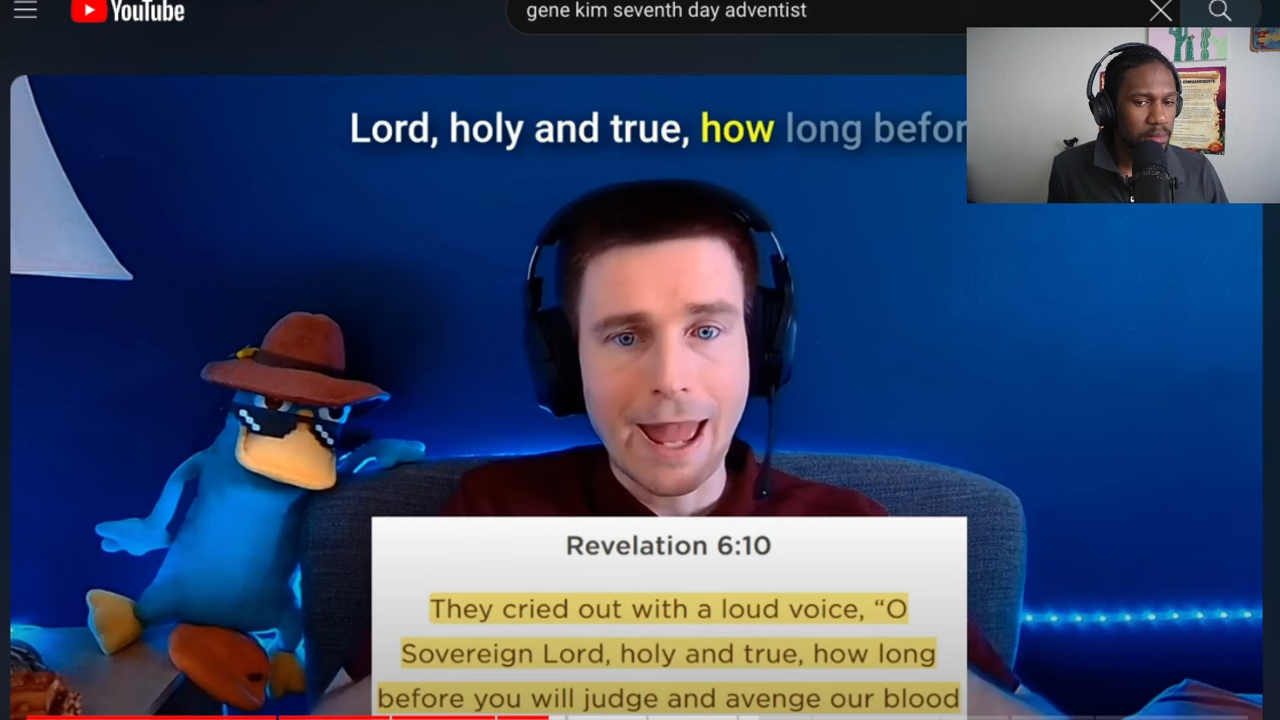 YouTube
gene kim seventh day adventist
Lord, holy and true, how long befor
Revelation 6:10
They cried out with a loud voice, “O
Sovereign Lord, holy and true, how long
before you will judge and avenge our blood